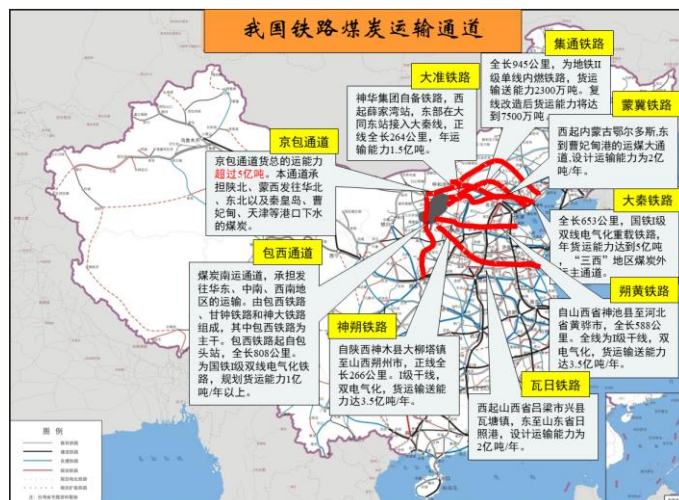 我国铁路煤炭运输通道
集通铁路
全长945公里，为地铁II
级单线内燃铁路，货运
输送能力2300万吨。复
线改造后货运能力将达
到7500万吨。
大准铁路
神华集团自备铁路，西
起薛家湾站，东部在大
同东站接入大秦线，正
线全长264公里，年运
输能力1.5亿吨。
蒙冀铁路
西起内蒙古鄂尔多斯,东
到曹妃甸港的运煤大通
道,设计运输能力为2亿
吨/年。
京包通道
京包通道货总的运能力
超过5亿吨。本通道承
担陕北、蒙西发往华北
、东北以及秦皇岛、曹
妃甸、天津等港口下水
的煤炭。
大秦铁路
全长653公里，国铁I级
双线电气化重载铁路，
年货运能力达到5亿吨
，“三西”地区煤炭外
运主通道。
包西通道
煤炭南运通道，承担发
往华东、中南、西南地
区的运输。由包西铁路
、甘钟铁路和神大铁路
组成，其中包西铁路为
主干。包西铁路起自包
头站，全长808公里。
为国铁I级双线电气化铁
路，规划货运能力1亿
吨/年以上。
神朔铁路
自陕西神木县大柳塔镇
至山西朔州市，正线全
长266公里。I级干线，
双电气化，货物输送能
力达3.5亿吨/年。
朔黄铁路
自山西省神池县至河北
省黄骅市，全长588公
里。全线为I级干线，双
电气化，货物输送能力
达3.5亿吨/年。
瓦日铁路
西起山西省吕梁市兴县
瓦塘镇，东至山东省日
照港，设计运输能力为
2亿吨/年。
图 例